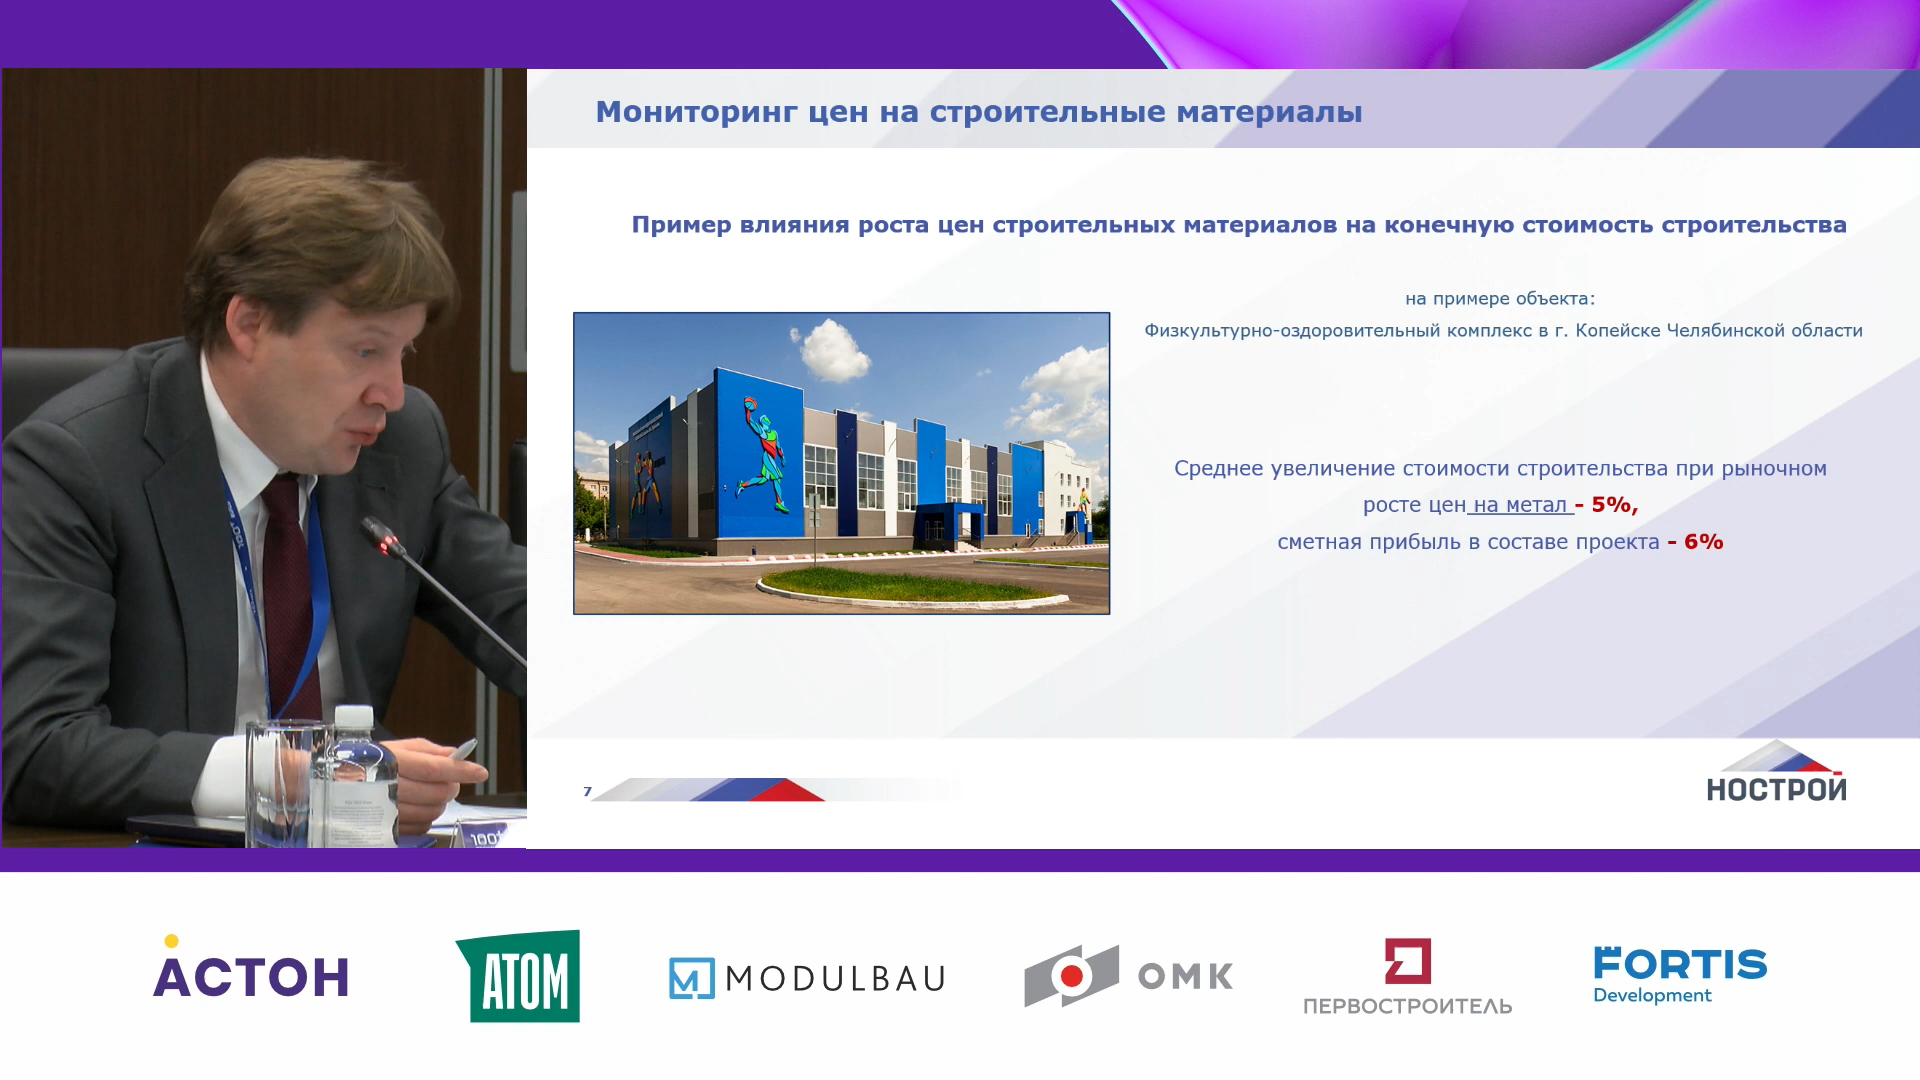 Мониторинг цен на строительные материалы
Пример влияния роста цен строительных материалов на конечную стоимость строительства
на примере объекта:
Физкультурно-оздоровительный комплекс в г. Копейске Челябинской области
Среднее увеличение стоимости строительства при рыночном
росте цен на метал - 5%,
сметная прибыль в составе проекта - 6%
7
НОСТРОЙ
АСТОН
АТОМ
MODULBAU
ОМК
ПЕРВОСТРОИТЕЛЬ
FORTIS
Development